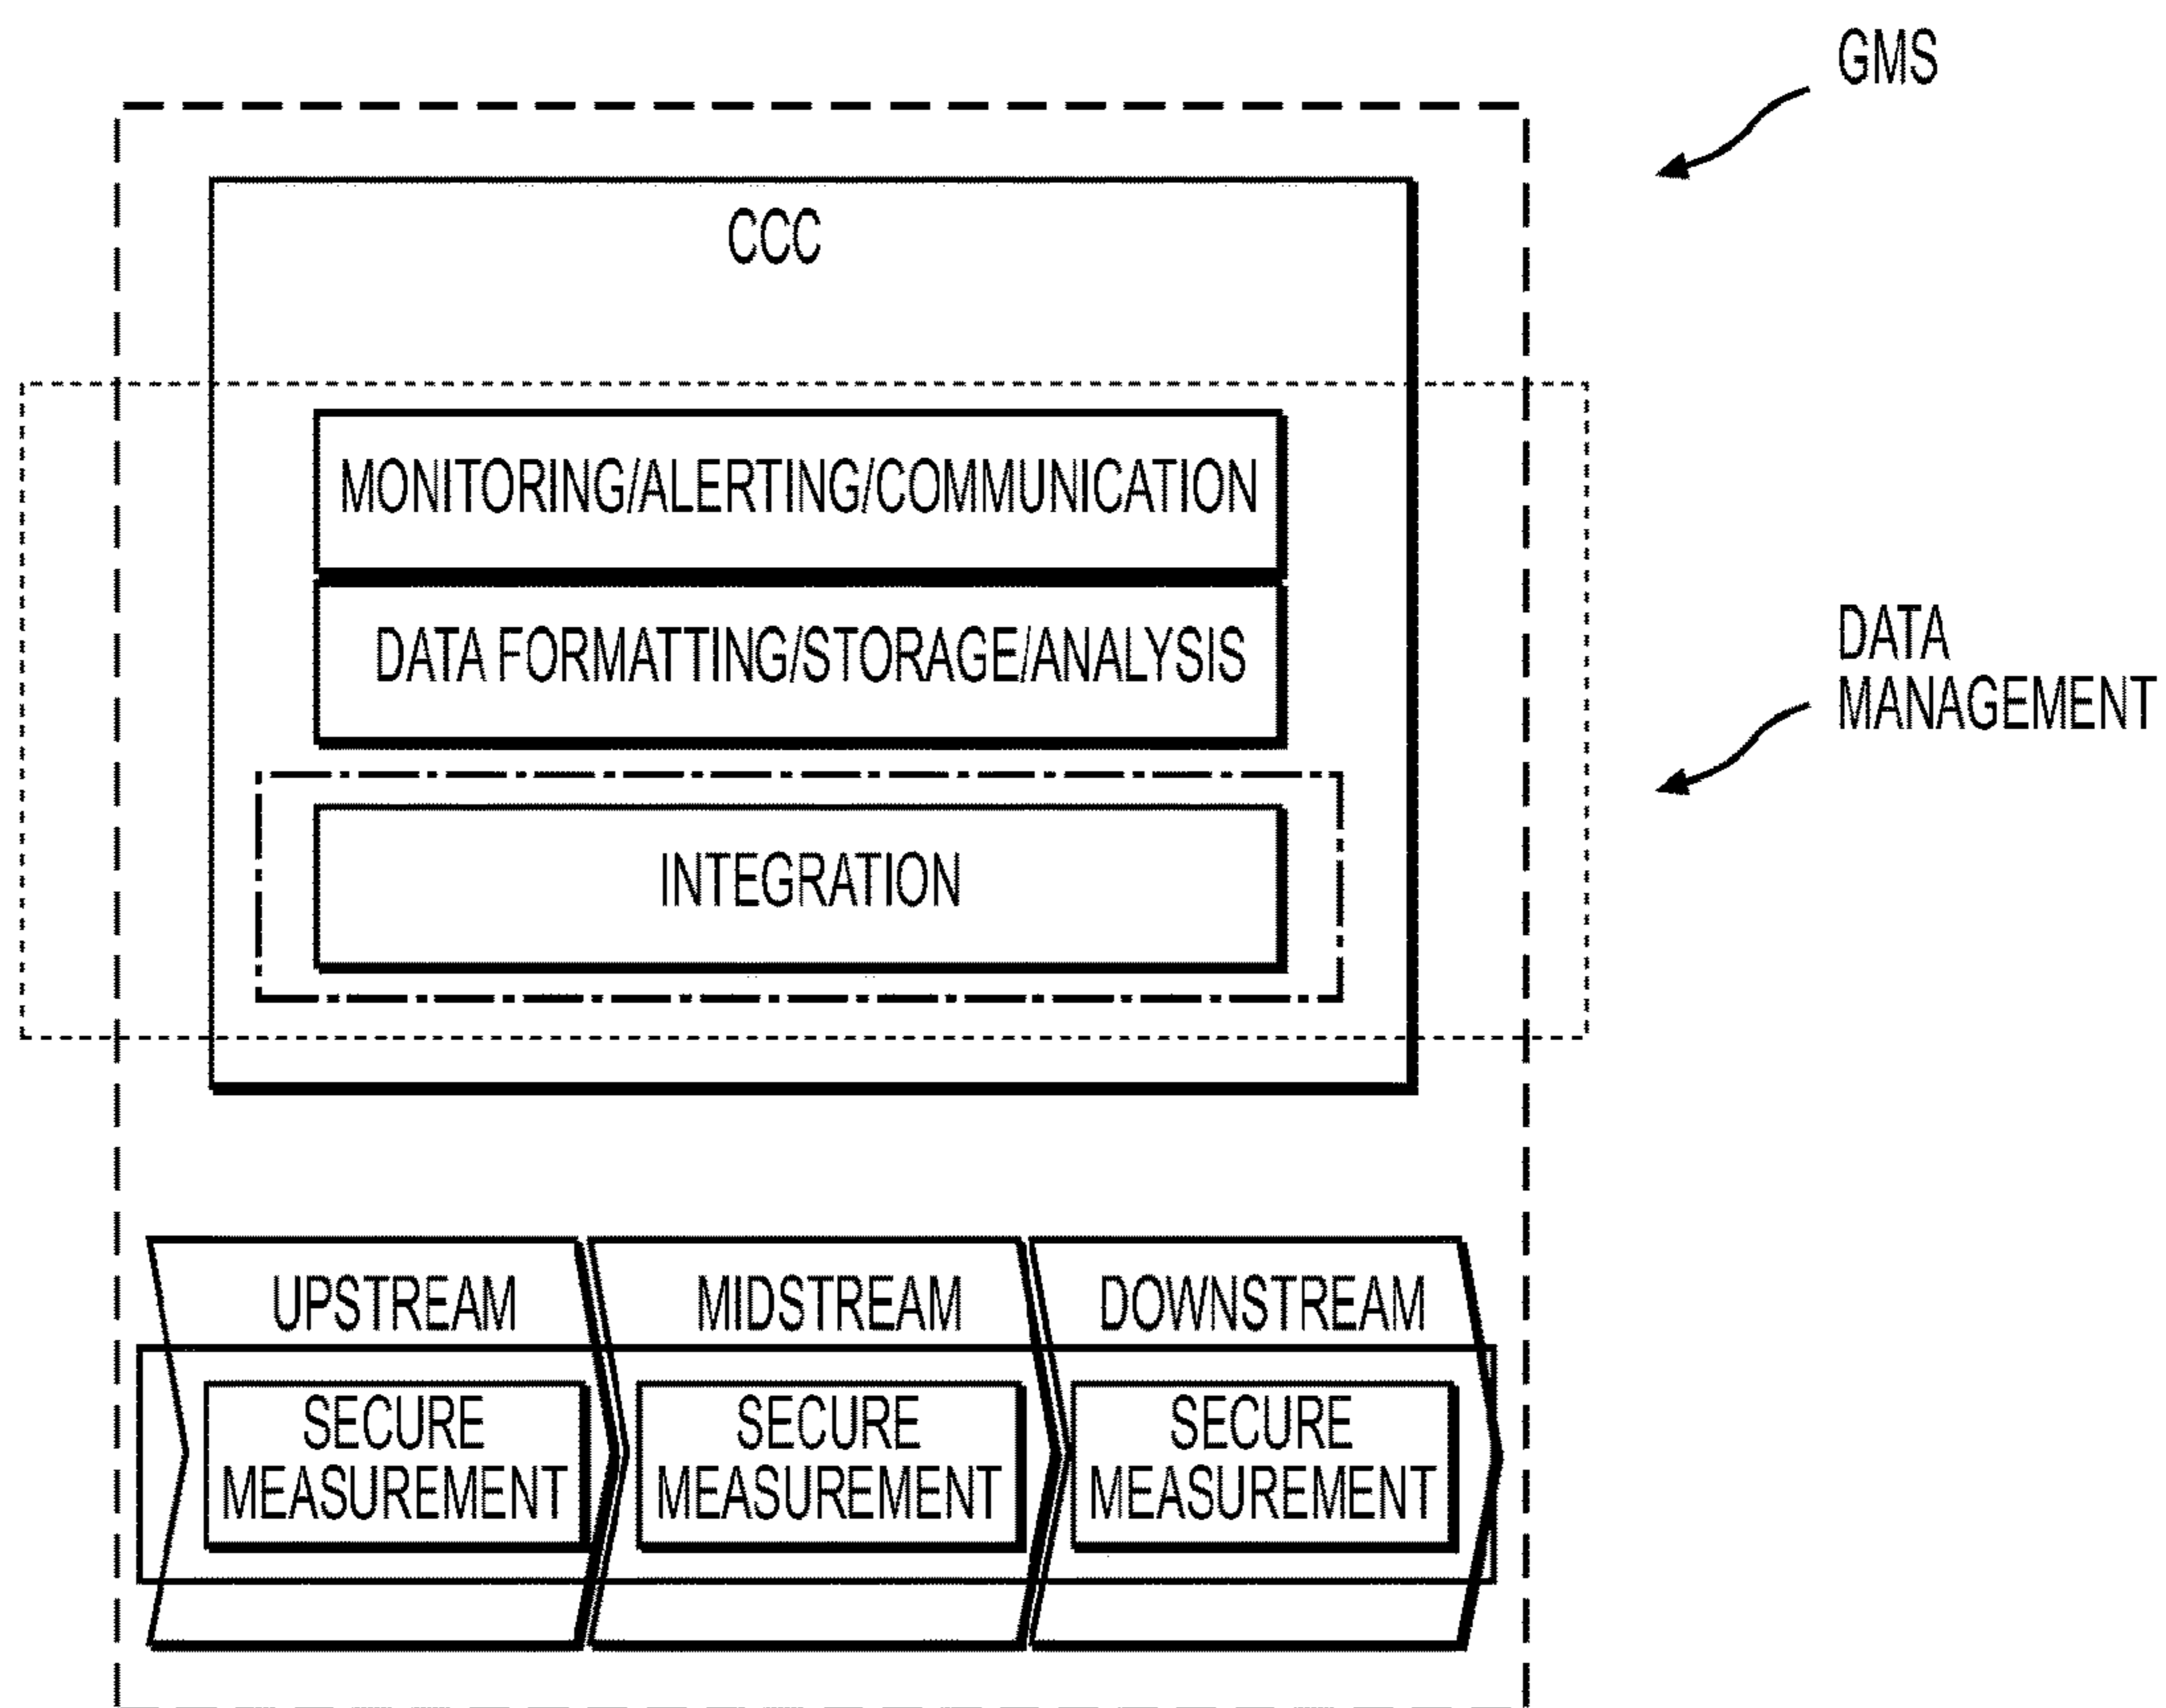 GMS
CCC
MONITORING/ALERTING/COMMUNICATION
DATA FORMATTING/STORAGE/ANALYSIS
DATA
MANAGEMENT
INTEGRATION
UPSTREAM
MIDSTREAM
DOWNSTREAM
SECURE
MEASUREMENT
SECURE
MEASUREMENT
SECURE
MEASUREMENT